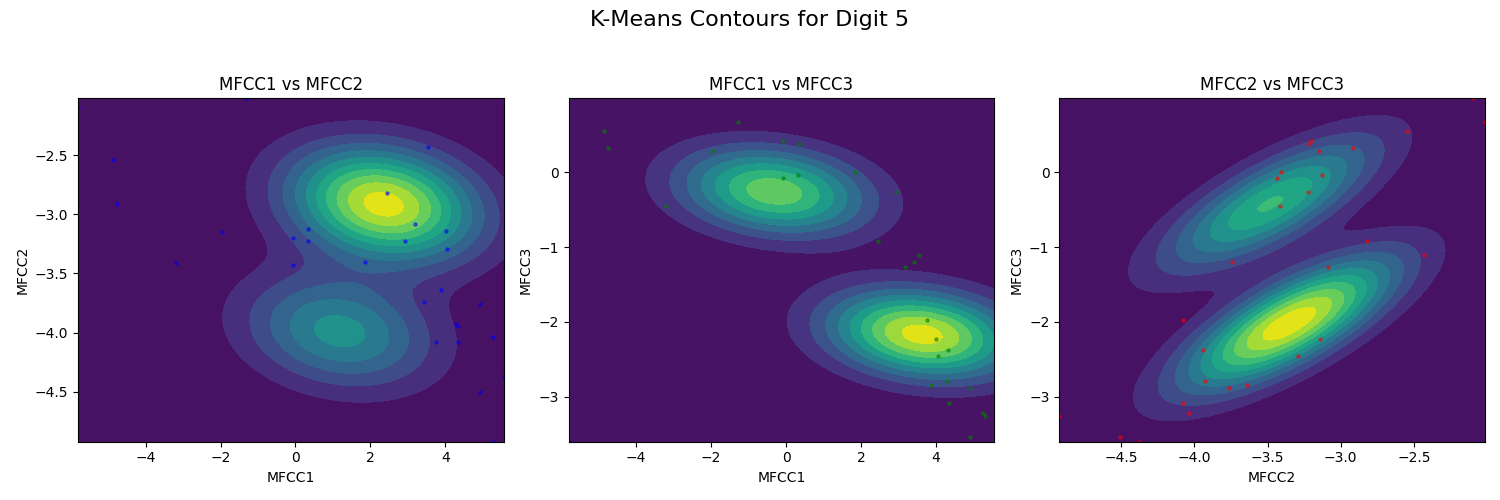 K-Means Contours for Digit 5
MFCC1 vs MFCC2
MFCC2
−2.5
−3.0
−3.5
−4.0
−4.5
−4 −2 0 2 4
MFCC1
MFCC1 vs MFCC3
MFCC3
0
−1
−2
−3
−4 −2 0 2 4
MFCC1
MFCC2 vs MFCC3
MFCC3
0
−1
−2
−3
−4.5 −4.0 −3.5 −3.0 −2.5
MFCC2